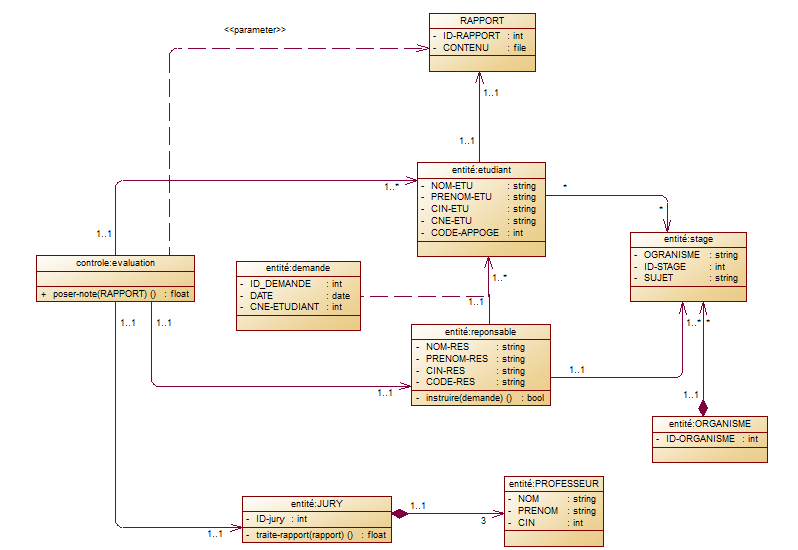 RAPPORT
- ID-RAPPORT : int
- CONTENU : file
<<parameter>>
1..1
1..1
entité:etudiant
- NOM-ETU : string
- PRENOM-ETU : string
- CIN-ETU : string
- CNE-ETU : string
- CODE-APPOGE : int
1..*
*
*
1..1
entité:stage
- OGRANISME : string
- ID-STAGE : int
- SUJET : string
controle:evaluation
+ poser-note(RAPPORT) () : float
entité:demande
- ID_DEMANDE : int
- DATE : date
- CNE-ETUDIANT : int
1..*
1..1
1..1
1..1
entité:reponsable
- NOM-RES : string
- PRENOM-RES : string
- CIN-RES : string
- CODE-RES : string
- instruire(demande) () : bool
1..*
*
1..1
1..1
1..1
entité:ORGANISME
- ID-ORGANISME : int
entité:JURY
- ID-jury : int
- traite-rapport(rapport) () : float
1..1
1..1
3
entité:PROFESSEUR
- NOM : string
- PRENOM : string
- CIN : int